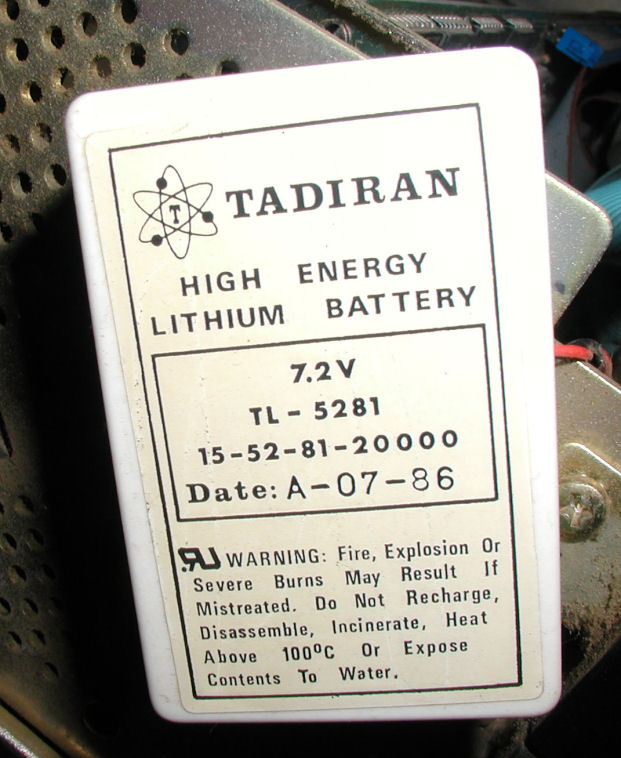 T
TADIRAN
HIGH ENERGY
LITHIUM BATTERY
7.2V
TL-5281
15-52-81-20000
Date: A-07-86
WARNING: Fire, Explosion Or
Severe Burns May Result If
Mistreated. Do Not Recharge,
Disassemble, Incinerate, Heat
Above 100ºC Or Expose
Contents To Water.